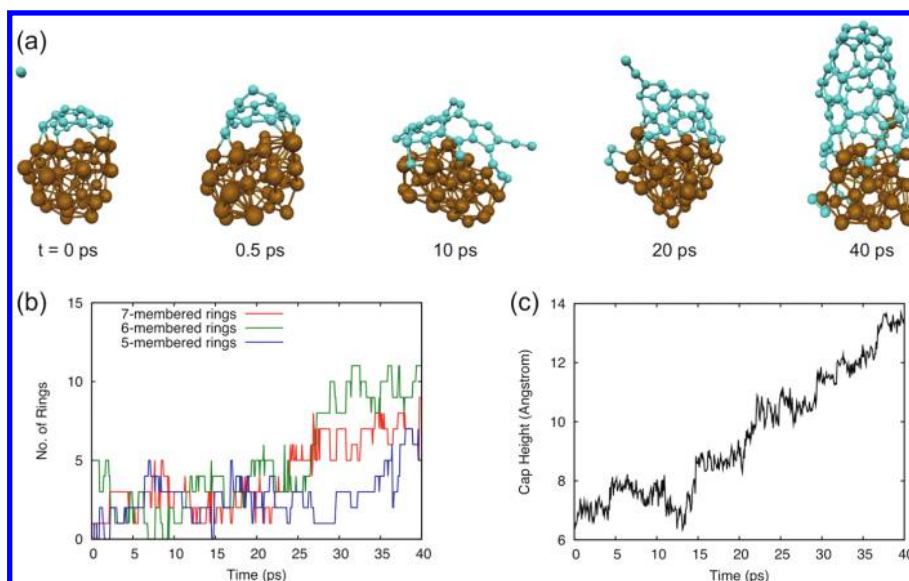 (a)
t = 0 ps
0.5 ps
10 ps
20 ps
40 ps
(b)
15
10
5
0
No. of Rings
7-membered rings
6-membered rings
5-membered rings
0 5 10 15 20 25 30 35 40
Time (ps)
(c)
14
12
10
8
6
Cap Height (Angstrom)
0 5 10 15 20 25 30 35 40
Time (ps)